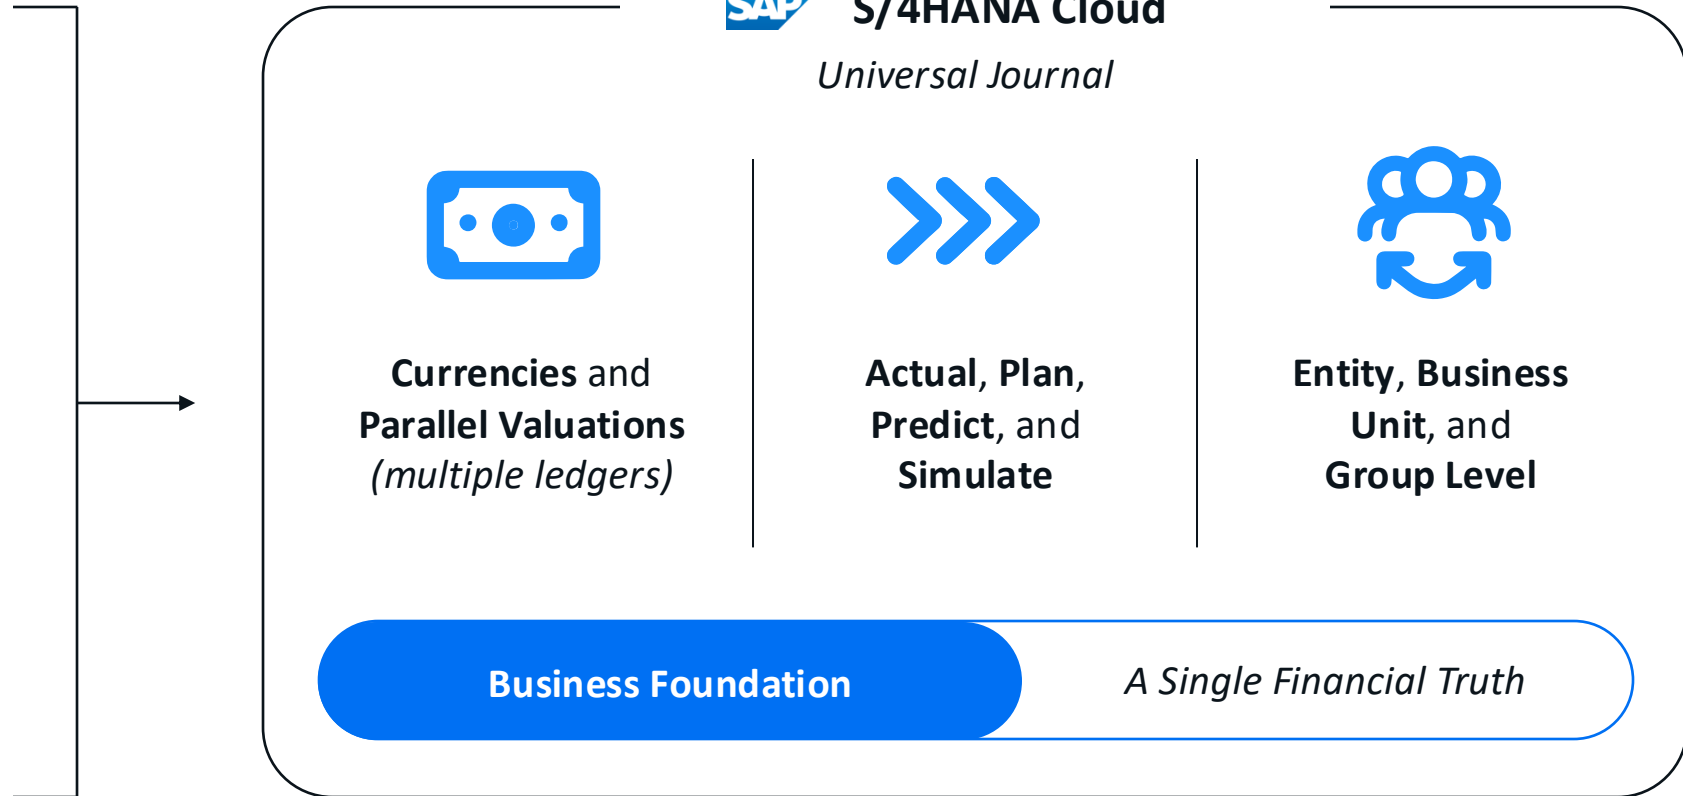 SAP S/4HANA Cloud
Universal Journal
Currencies and
Parallel Valuations
(multiple ledgers)
Actual, Plan,
Predict, and
Simulate
Entity, Business
Unit, and
Group Level
Business Foundation
A Single Financial Truth